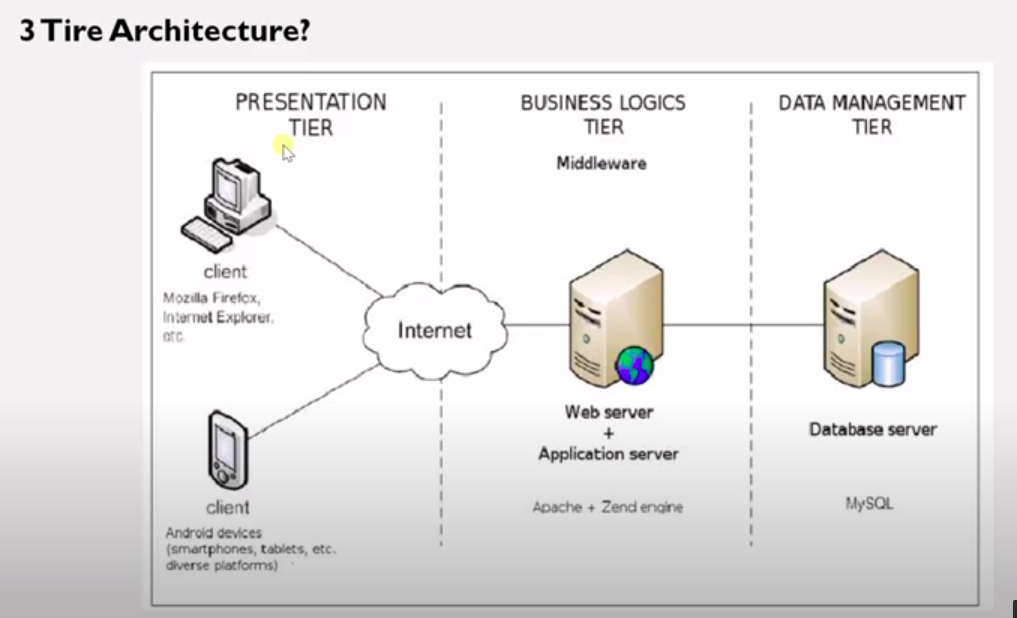 3 Tire Architecture?
PRESENTATION
TIER
client
Mozilla Firefox,
Internet Explorer,
etc.
client
Android devices
(smartphones, tablets, etc.
diverse platforms)
Internet
BUSINESS LOGICS
TIER
Middleware
Web server
+
Application server
Apache + Zend engine
DATA MANAGEMENT
TIER
Database server
MySQL